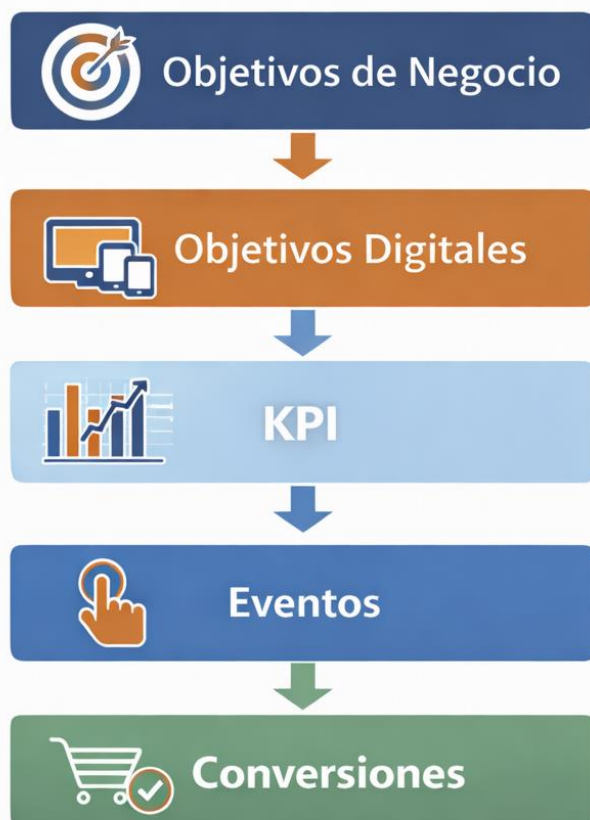 Objetivos de Negocio
Objetivos Digitales
KPI
Eventos
Conversiones